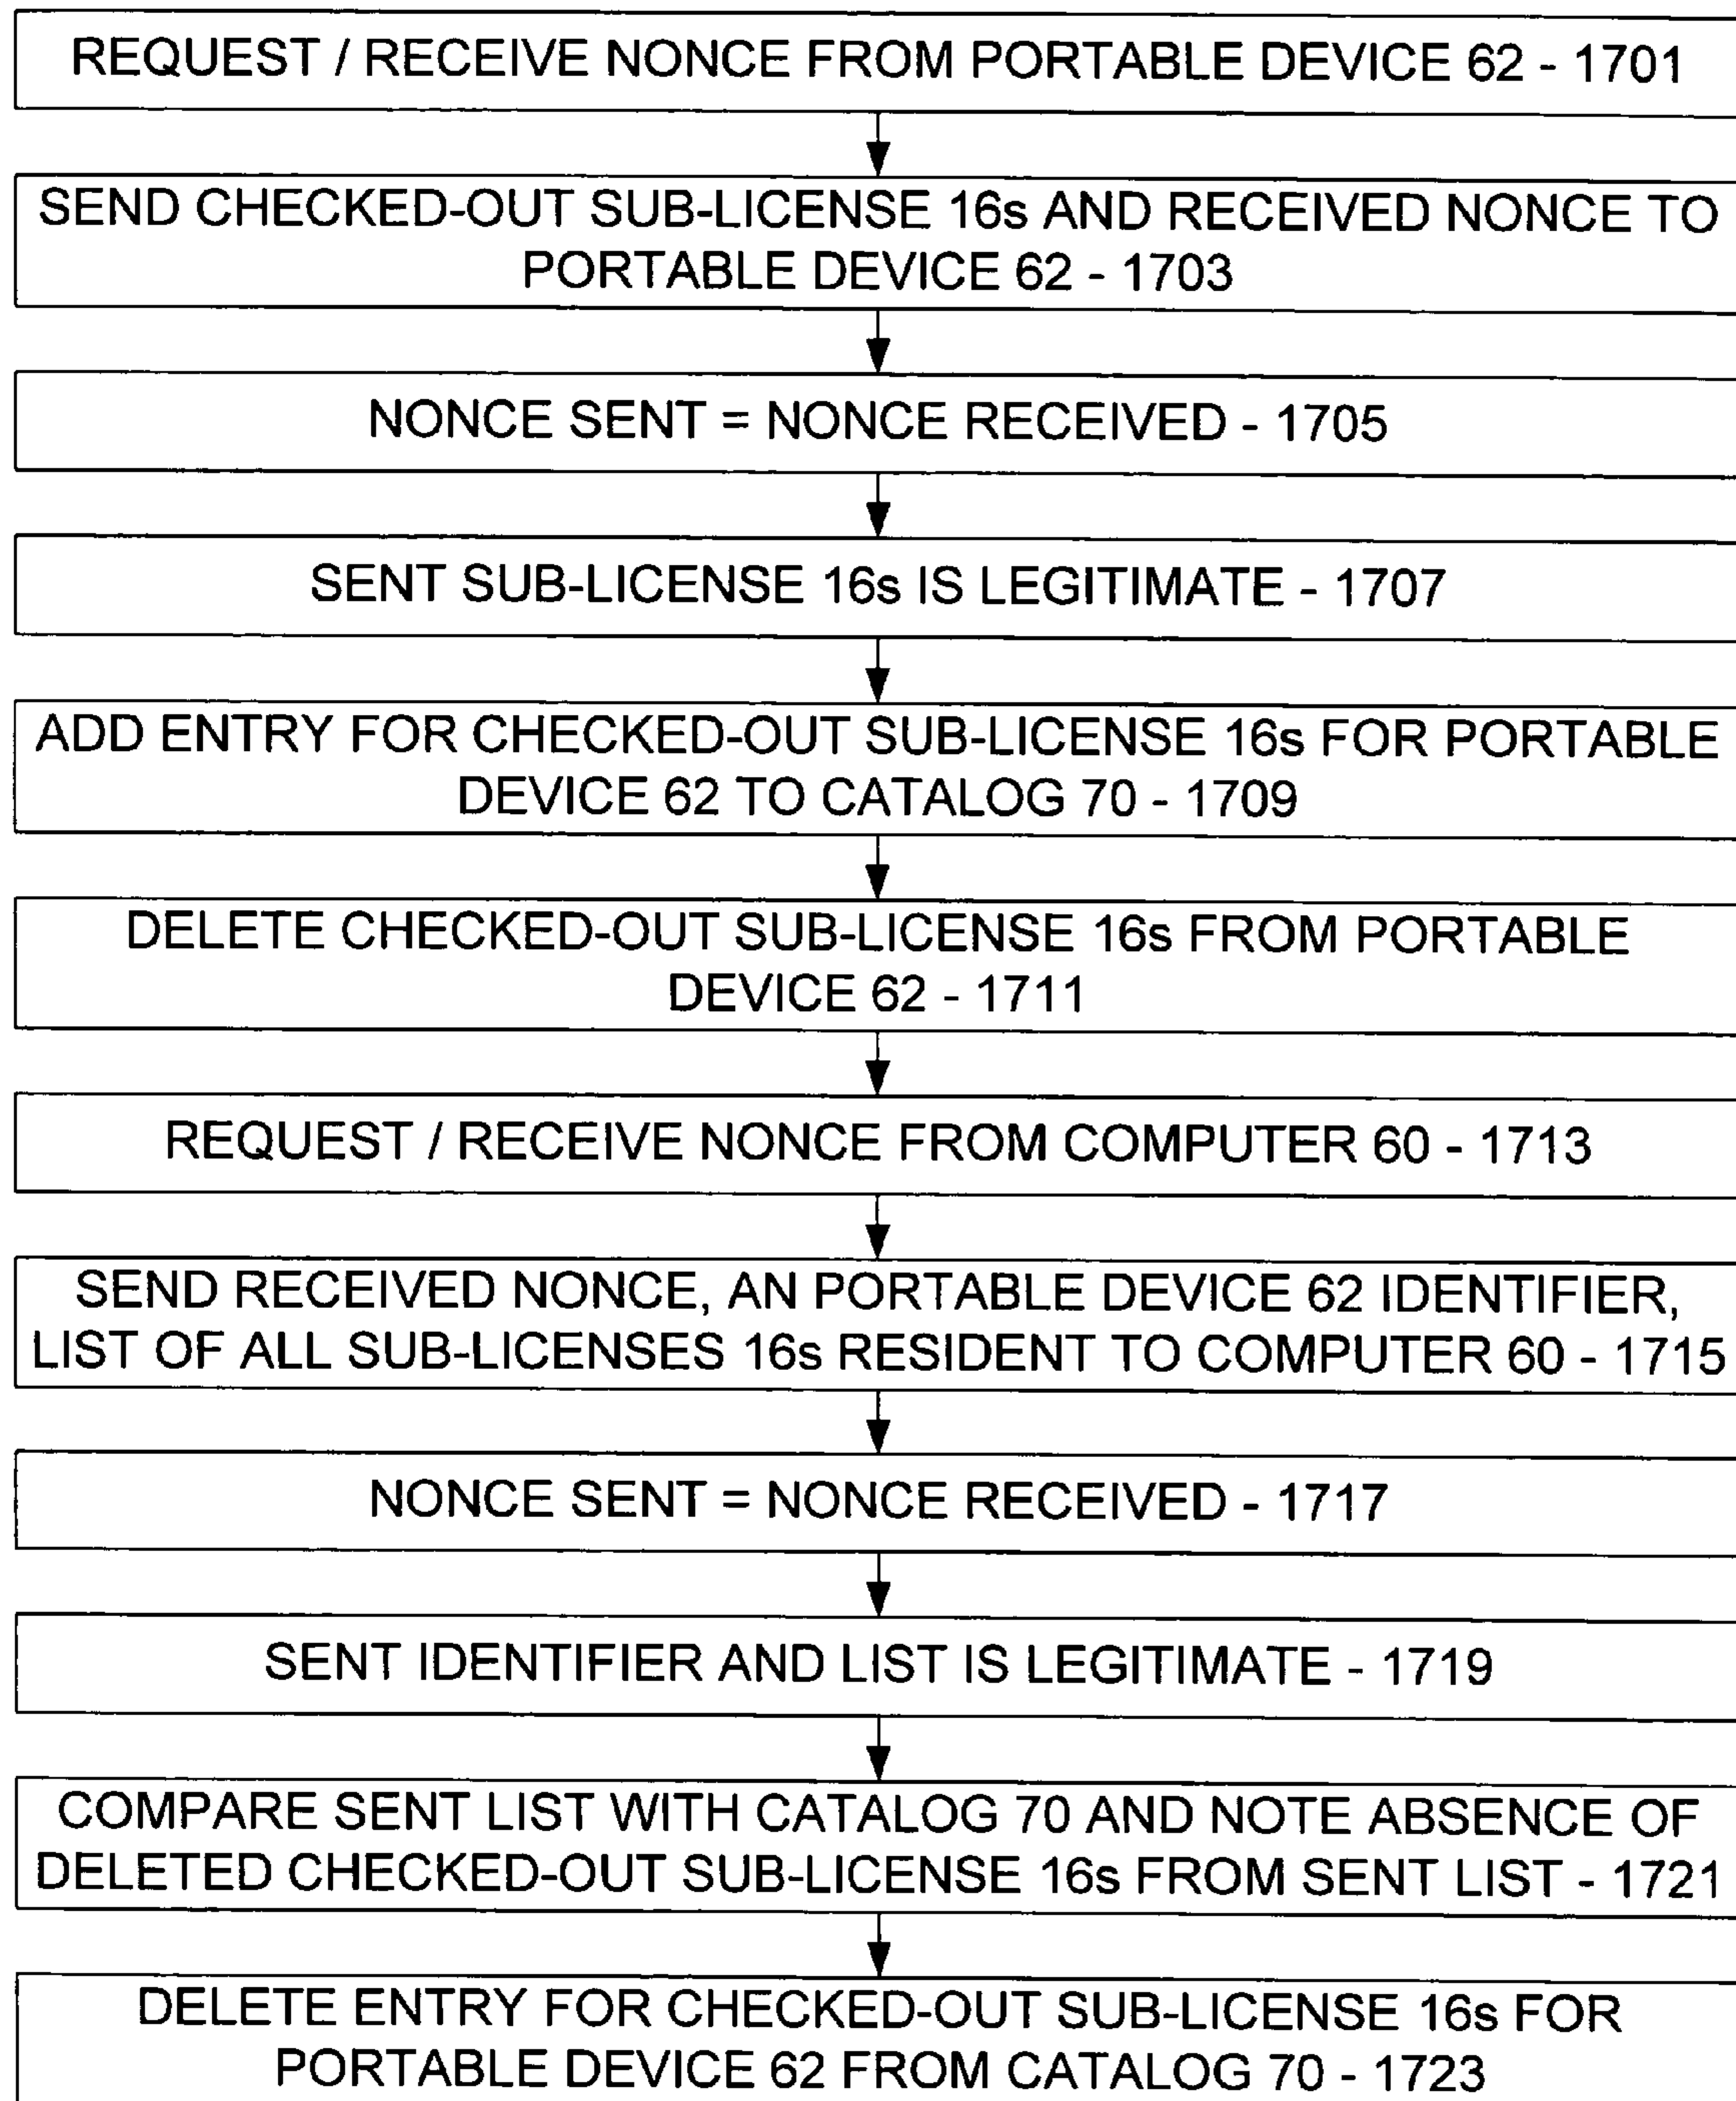 REQUEST / RECEIVE NONCE FROM PORTABLE DEVICE 62 - 1701
SEND CHECKED-OUT SUB-LICENSE 16s AND RECEIVED NONCE TO
PORTABLE DEVICE 62 - 1703
NONCE SENT = NONCE RECEIVED - 1705
SENT SUB-LICENSE 16s IS LEGITIMATE - 1707
ADD ENTRY FOR CHECKED-OUT SUB-LICENSE 16s FOR PORTABLE
DEVICE 62 TO CATALOG 70 - 1709
DELETE CHECKED-OUT SUB-LICENSE 16s FROM PORTABLE
DEVICE 62 - 1711
REQUEST / RECEIVE NONCE FROM COMPUTER 60 - 1713
SEND RECEIVED NONCE, AN PORTABLE DEVICE 62 IDENTIFIER,
LIST OF ALL SUB-LICENSES 16s RESIDENT TO COMPUTER 60 - 1715
NONCE SENT = NONCE RECEIVED - 1717
SENT IDENTIFIER AND LIST IS LEGITIMATE - 1719
COMPARE SENT LIST WITH CATALOG 70 AND NOTE ABSENCE OF
DELETED CHECKED-OUT SUB-LICENSE 16s FROM SENT LIST - 1721
DELETE ENTRY FOR CHECKED-OUT SUB-LICENSE 16s FOR
PORTABLE DEVICE 62 FROM CATALOG 70 - 1723